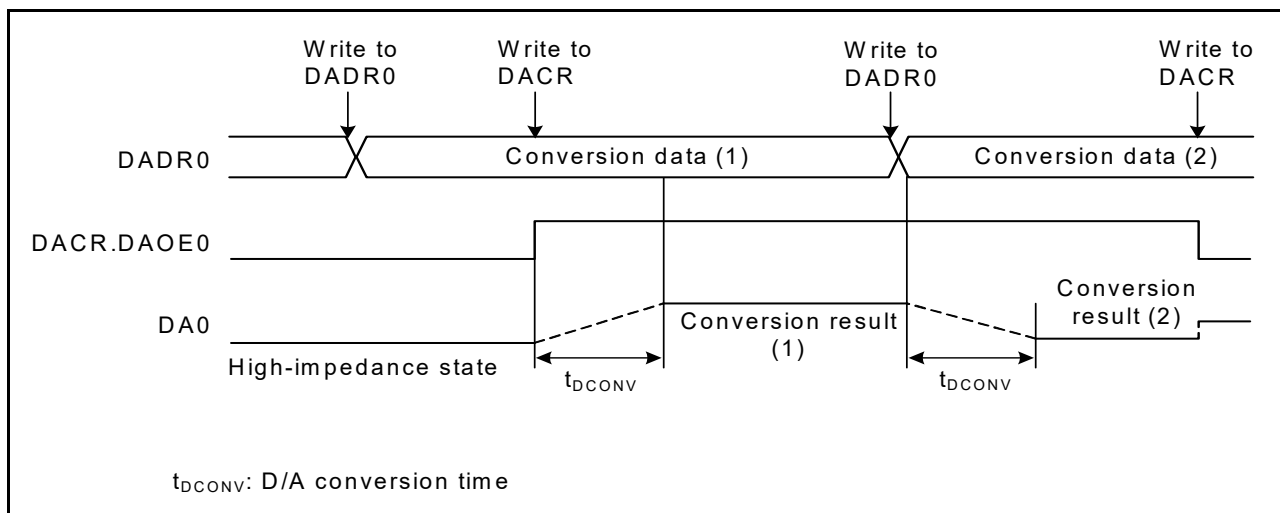 Write to
DADR0
Write to
DACR
Write to
DADR0
Write to
DACR
DADR0
Conversion data (1)
Conversion data (2)
DACR.DAOE0
DA0
Conversion result
(1)
Conversion
result (2)
High-impedance state
tDCONV
tDCONV
tDCONV: D/A conversion time